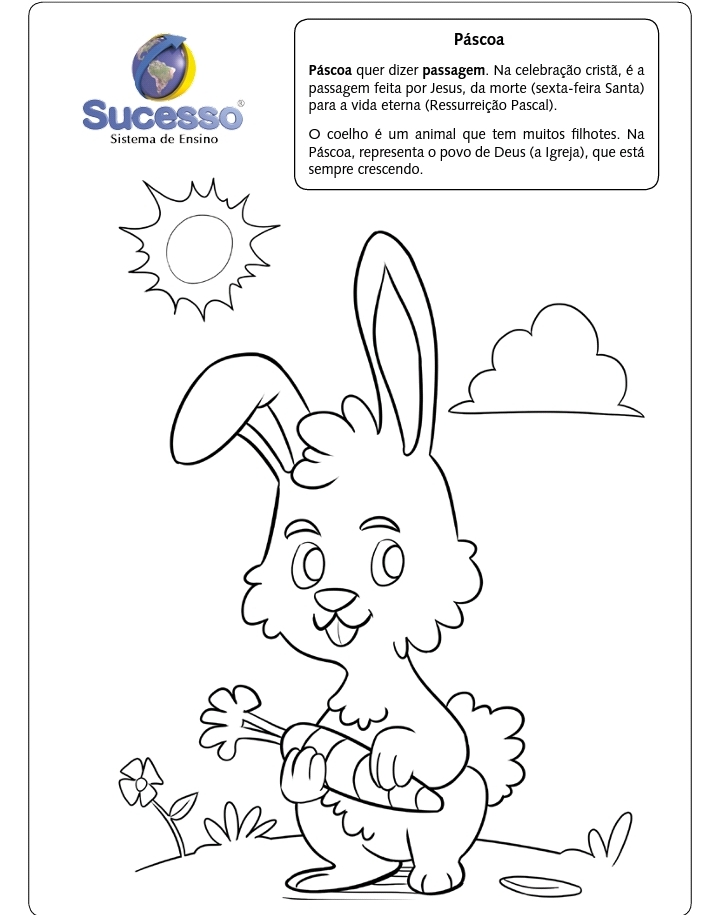 Sucesso®
Sistema de Ensino
Páscoa
Páscoa quer dizer passagem. Na celebração cristã, é a
passagem feita por Jesus, da morte (sexta-feira Santa)
para a vida eterna (Ressurreição Pascal).
O coelho é um animal que tem muitos filhotes. Na
Páscoa, representa o povo de Deus (a Igreja), que está
sempre crescendo.